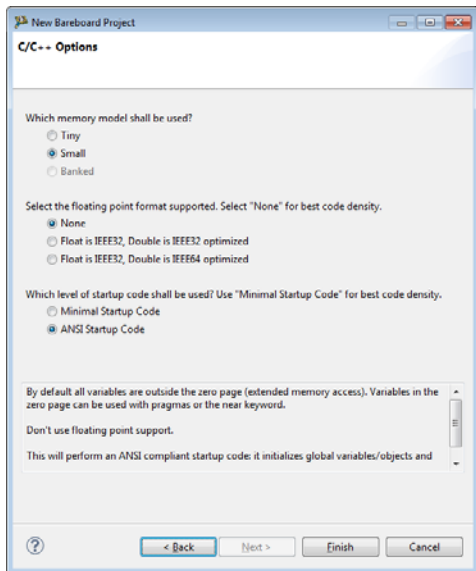 New Bareboard Project
C/C++ Options
Which memory model shall be used?
Tiny
Small
Banked
Select the floating point format supported. Select "None" for best code density.
None
Float is IEEE32, Double is IEEE32 optimized
Float is IEEE32, Double is IEEE64 optimized
Which level of startup code shall be used? Use "Minimal Startup Code" for best code density.
Minimal Startup Code
ANSI Startup Code
By default all variables are outside the zero page (extended memory access). Variables in the
zero page can be used with pragmas or the near keyword.
Don't use floating point support.
This will perform an ANSI compliant startup code: it initializes global variables/objects and
? < Back Next > Finish Cancel